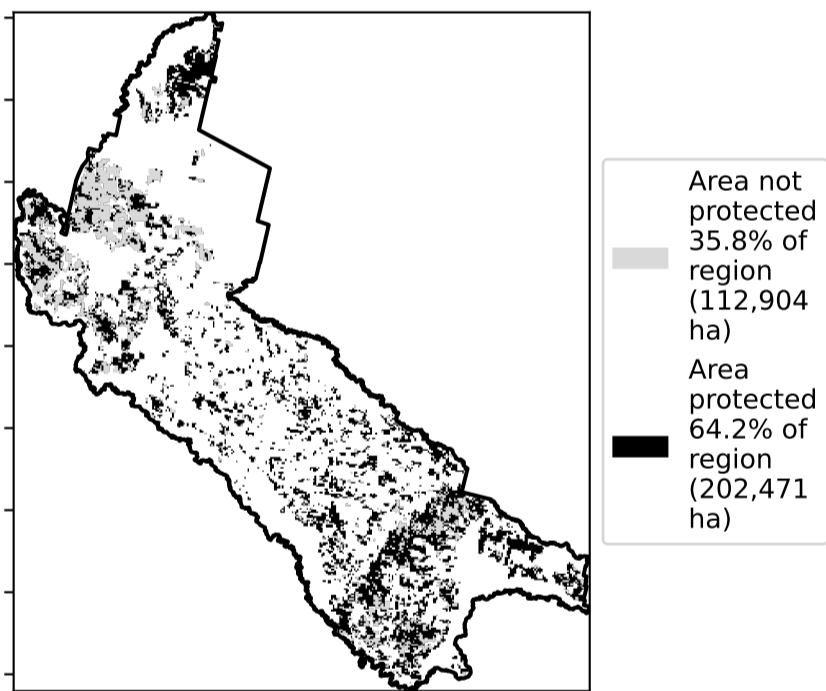 Area not
protected
35.8% of
region
(112,904
ha)
Area
protected
64.2% of
region
(202,471
ha)